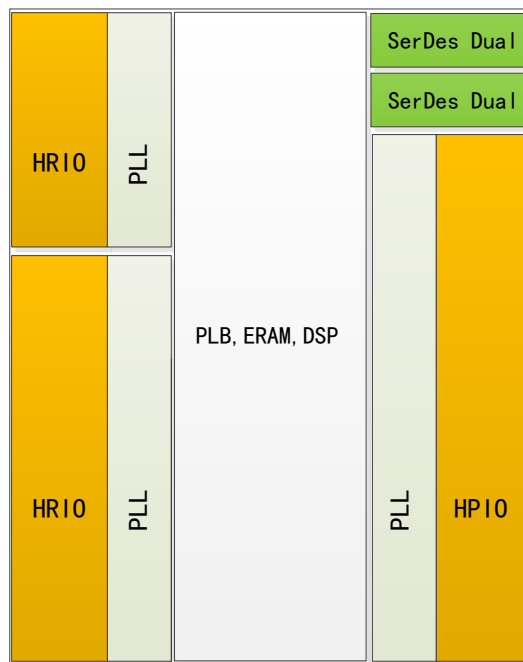 SerDes Dual
SerDes Dual
HRIO
PLL
PLB, ERAM, DSP
HRIO
PLL
PLL
HPIO